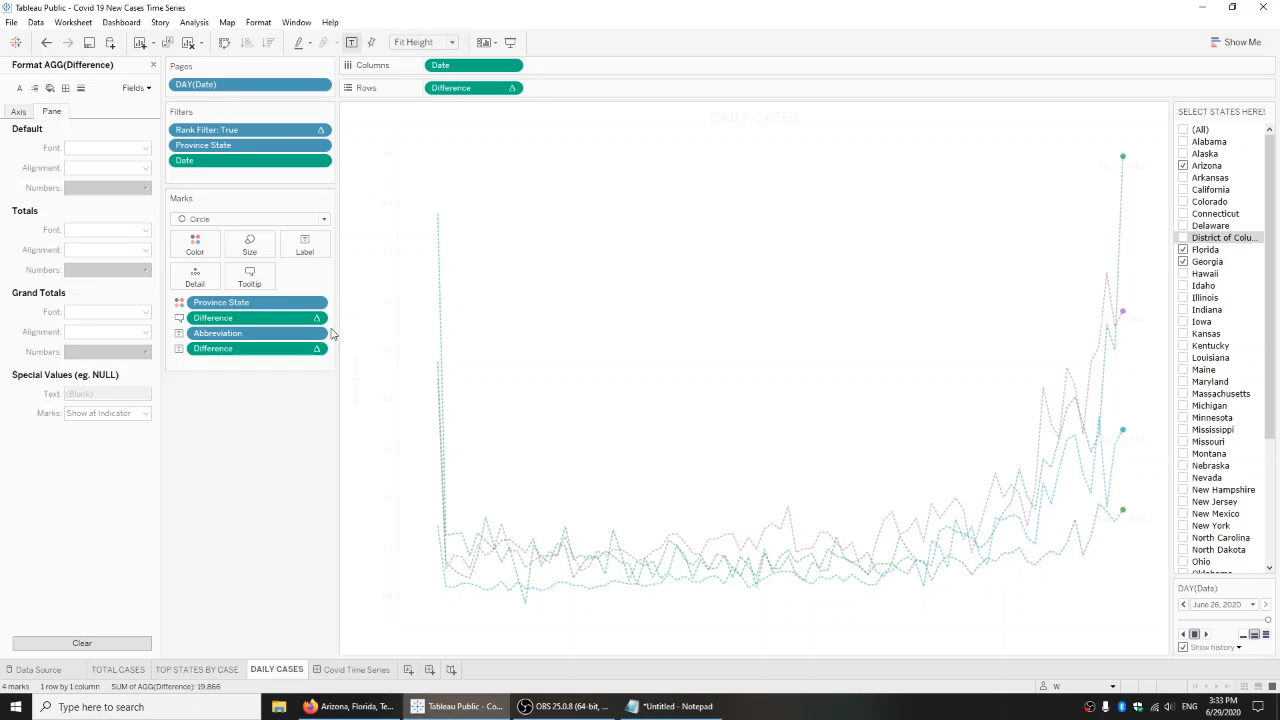 Tableau Public - Covid 19 New Cases Time Series
File Data Worksheet Dashboard Story Analysis Map Format Window Help
Fit Height
Show Me
Format AGG(Difference)
Fields
Axis Pane
Default
Font:
Alignment:
Numbers:
Totals
Font:
Alignment:
Numbers:
Grand Totals
Font:
Alignment:
Numbers:
Special Values (eg. NULL)
Text: (Blank)
Marks: Show at Indicator
Clear
Pages
DAY(Date)
Filters
Rank Filter: True
Province State
Date
Marks
Circle
Color Size Label
Detail Tooltip
Province State
Difference
Abbreviation
Difference
Columns Date
Rows Difference
DAILY CASES
SELECT STATES HERE!
(All)
Alabama
Alaska
Arizona
Arkansas
California
Colorado
Connecticut
Delaware
District of Colu...
Florida
Georgia
Hawaii
Idaho
Illinois
Indiana
Iowa
Kansas
Kentucky
Louisiana
Maine
Maryland
Massachusetts
Michigan
Minnesota
Mississippi
Missouri
Montana
Nebraska
Nevada
New Hampshire
New Jersey
New Mexico
New York
North Carolina
North Dakota
Ohio
Oklahoma
DAY(Date)
June 26, 2020
Show history
Data Source TOTAL CASES TOP STATES BY CASE DAILY CASES Covid Time Series
4 marks 1 row by 1 column SUM of AGG(Difference): 19,866
W
Type here to search
Arizona, Florida, Te...
Tableau Public - Co...
OBS 25.0.8 (64-bit, ...
*Untitled - Notepad
ENG
3:33 PM
6/29/2020